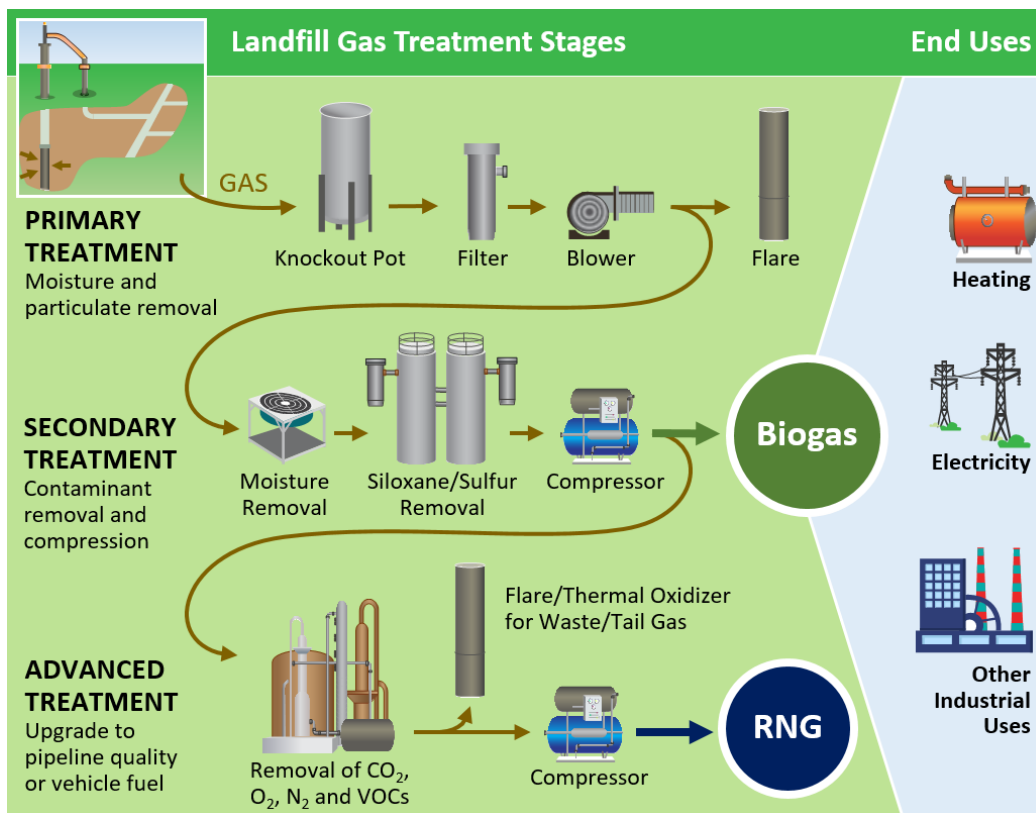 Landfill Gas Treatment Stages
End Uses
GAS
PRIMARY
TREATMENT
Moisture and
particulate removal
Knockout Pot
Filter
Blower
Flare
Heating
SECONDARY
TREATMENT
Contaminant
removal and
compression
Moisture
Removal
Siloxane/Sulfur
Removal
Compressor
Biogas
Electricity
ADVANCED
TREATMENT
Upgrade to
pipeline quality
or vehicle fuel
Removal of CO₂,
O₂, N₂ and VOCs
Flare/Thermal Oxidizer
for Waste/Tail Gas
Compressor
RNG
Other
Industrial
Uses